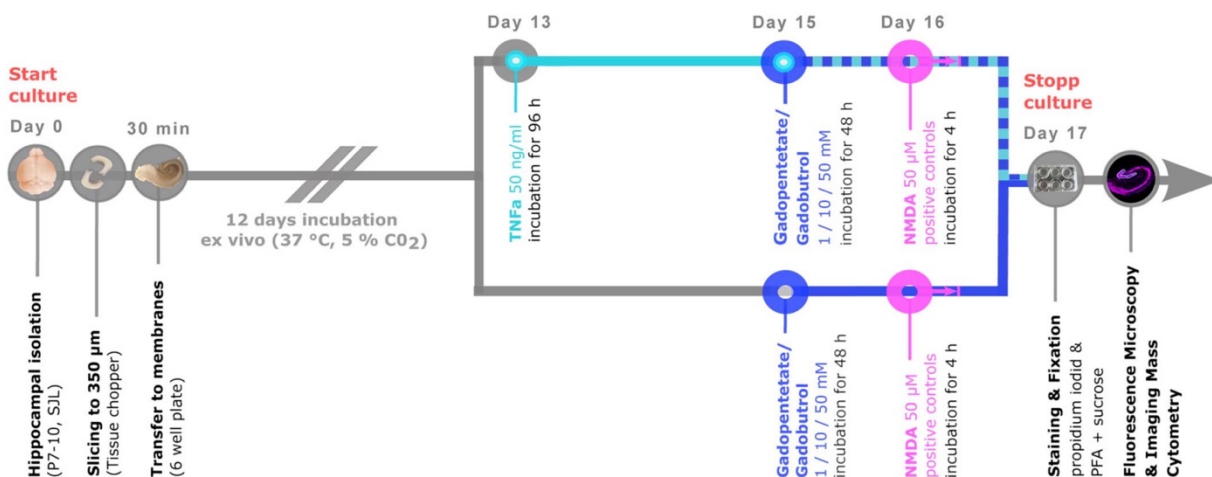 Start
culture
Day 0
30 min
Day 13
Day 15
Day 16
Stopp
culture
Day 17
12 days incubation
ex vivo (37 °C, 5 % C0₂)
Hippocampal isolation
(P7-10, SJL)
Slicing to 350 µm
(Tissue chopper)
Transfer to membranes
(6 well plate)
TNFa 50 ng/ml
incubation for 96 h
Gadopentetate/
Gadobutrol
1 / 10 / 50 mM
incubation for 48 h
NMDA 50 µM
positive controls
incubation for 4 h
Gadopentetate/
Gadobutrol
1 / 10 / 50 mM
incubation for 48 h
NMDA 50 µM
positive controls
incubation for 4 h
Staining & Fixation
propidium iodid &
PFA + sucrose
Fluorescence Microscopy
& Imaging Mass
Cytometry